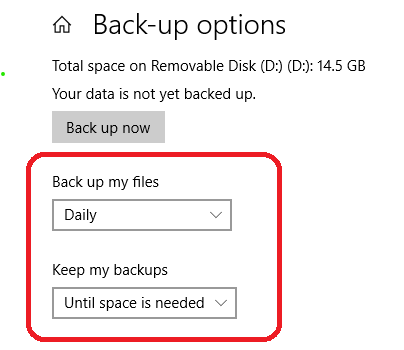 Back-up options
Total space on Removable Disk (D:) (D:): 14.5 GB
Your data is not yet backed up.
Back up now
Back up my files
Daily
Keep my backups
Until space is needed